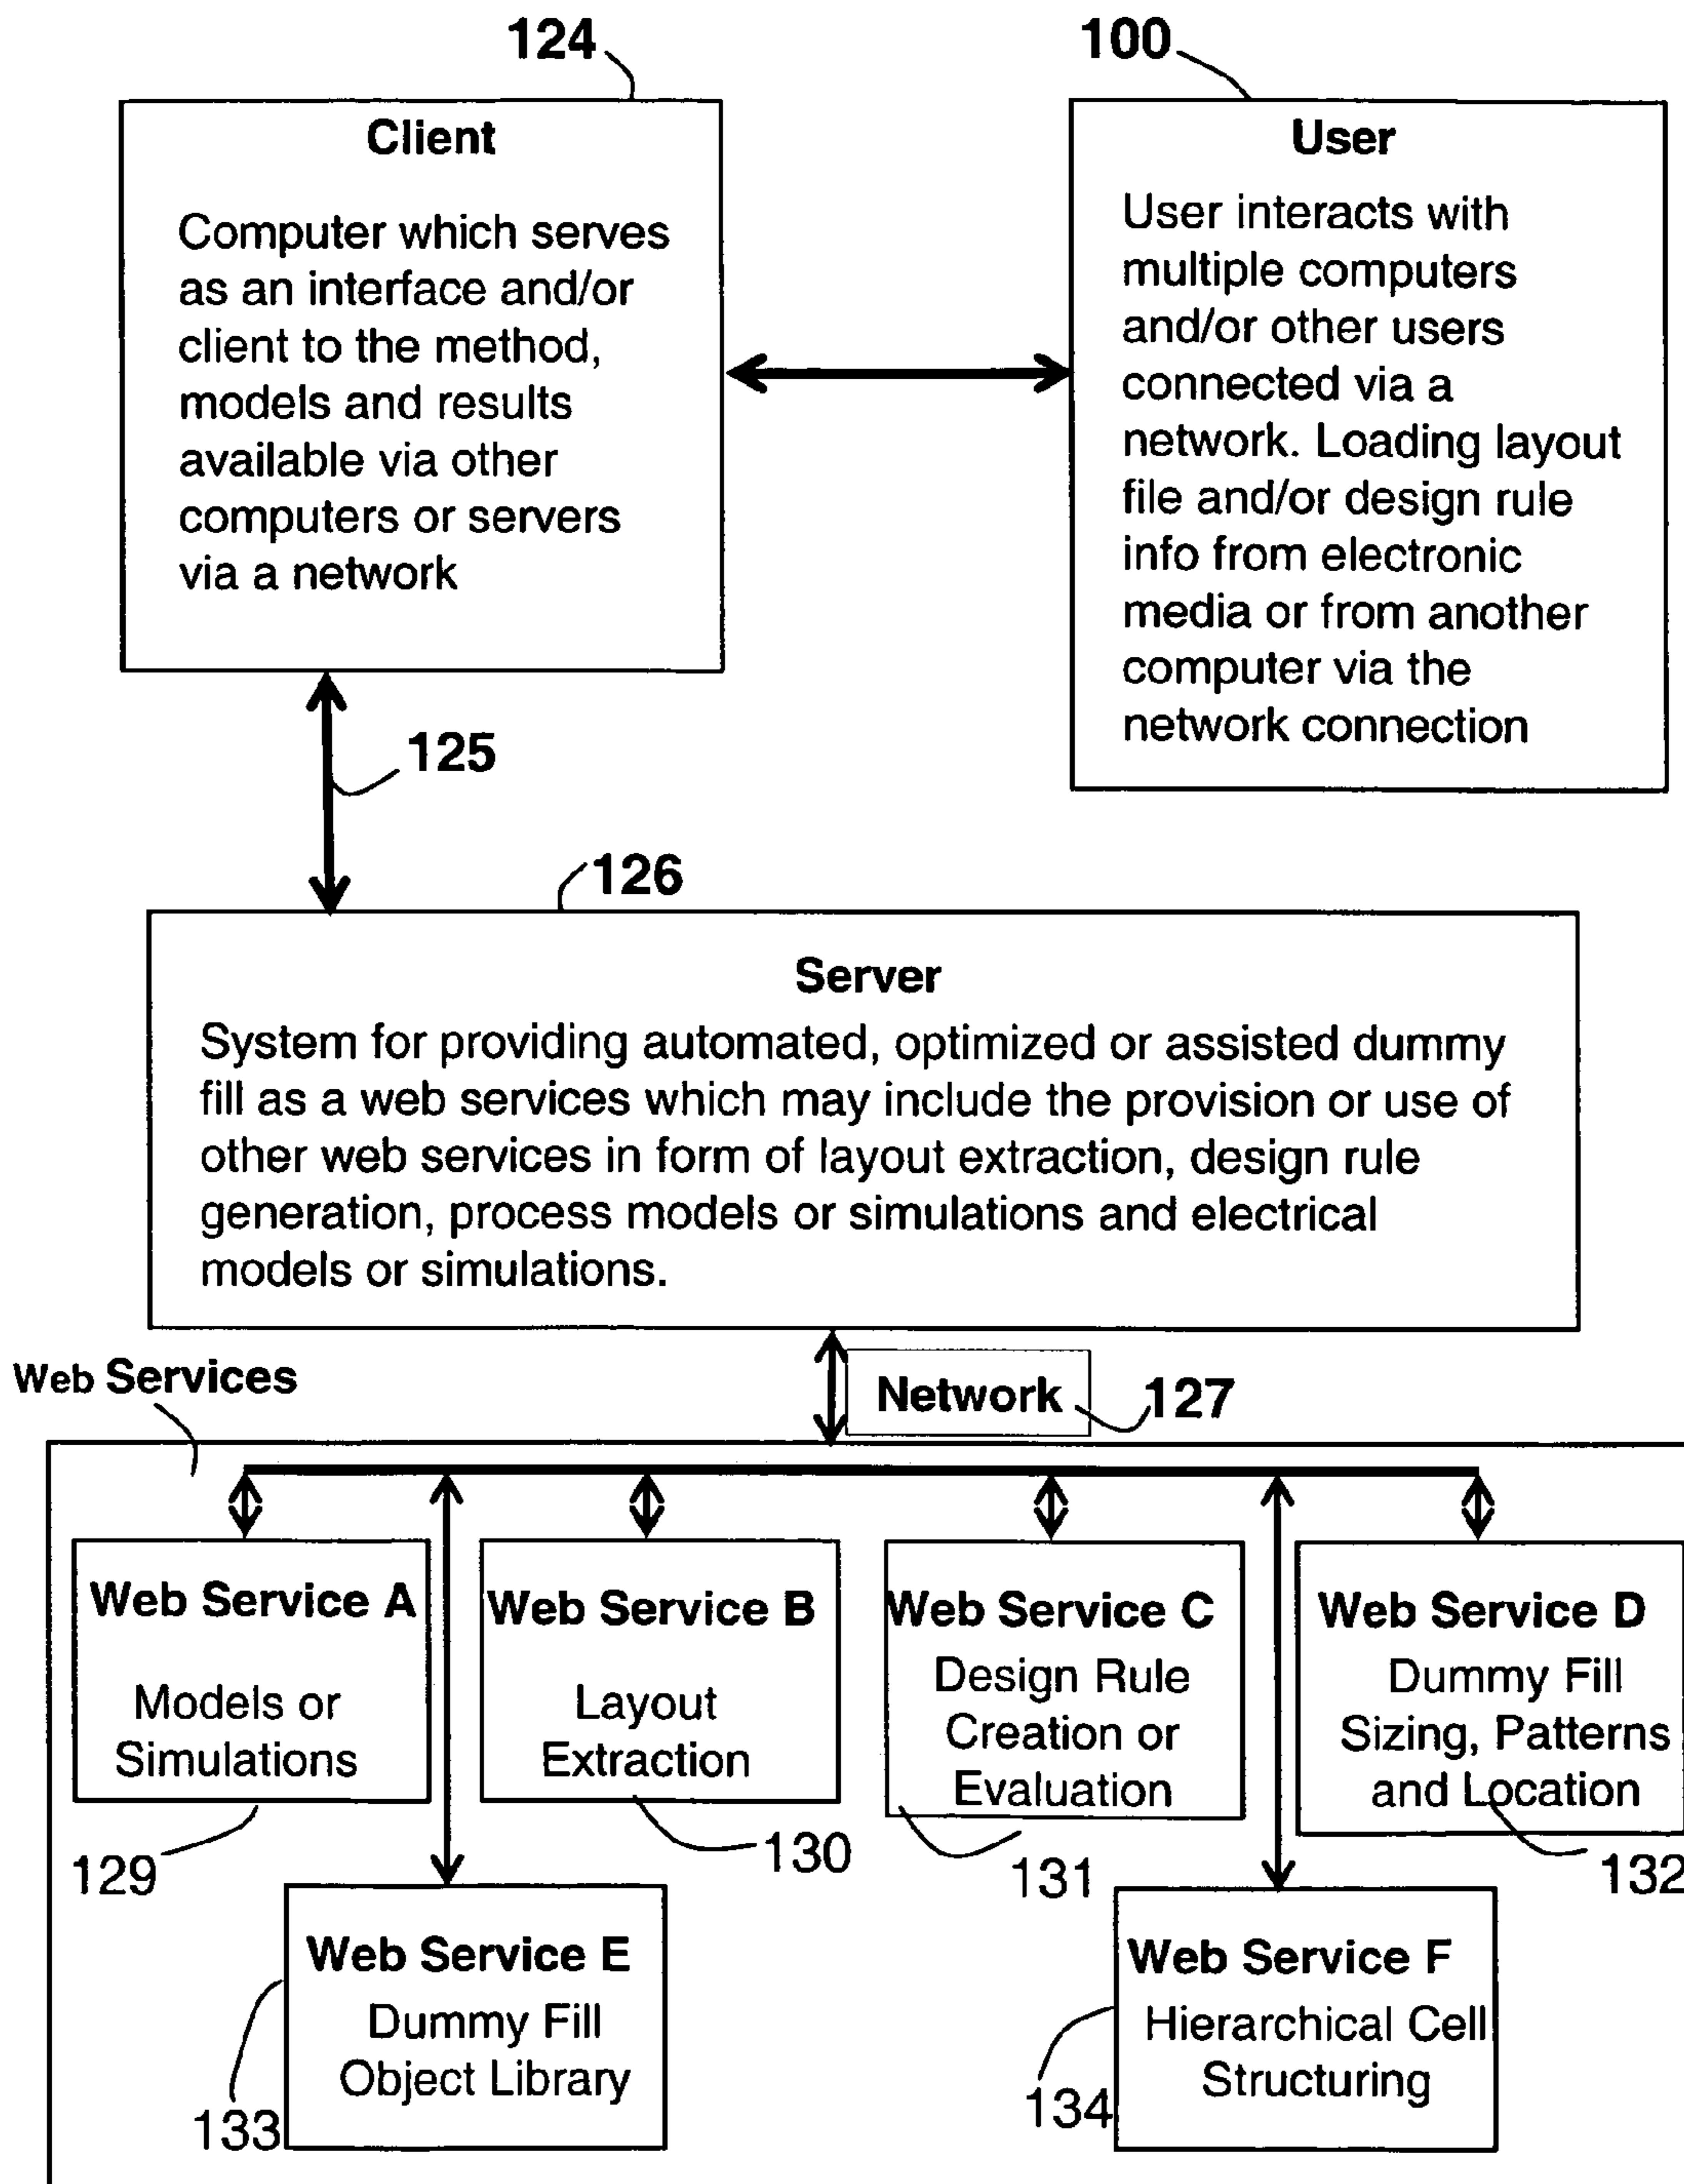 124
100
Client
Computer which serves
as an interface and/or
client to the method,
models and results
available via other
computers or servers
via a network
User
User interacts with
multiple computers
and/or other users
connected via a
network. Loading layout
file and/or design rule
info from electronic
media or from another
computer via the
network connection
125
126
Server
System for providing automated, optimized or assisted dummy
fill as a web services which may include the provision or use of
other web services in form of layout extraction, design rule
generation, process models or simulations and electrical
models or simulations.
Web Services
Network
127
Web Service A
Models or
Simulations
129
Web Service B
Layout
Extraction
130
Web Service C
Design Rule
Creation or
Evaluation
131
Web Service D
Dummy Fill
Sizing, Patterns
and Location
132
Web Service E
Dummy Fill
Object Library
133
Web Service F
Hierarchical Cell
Structuring
134